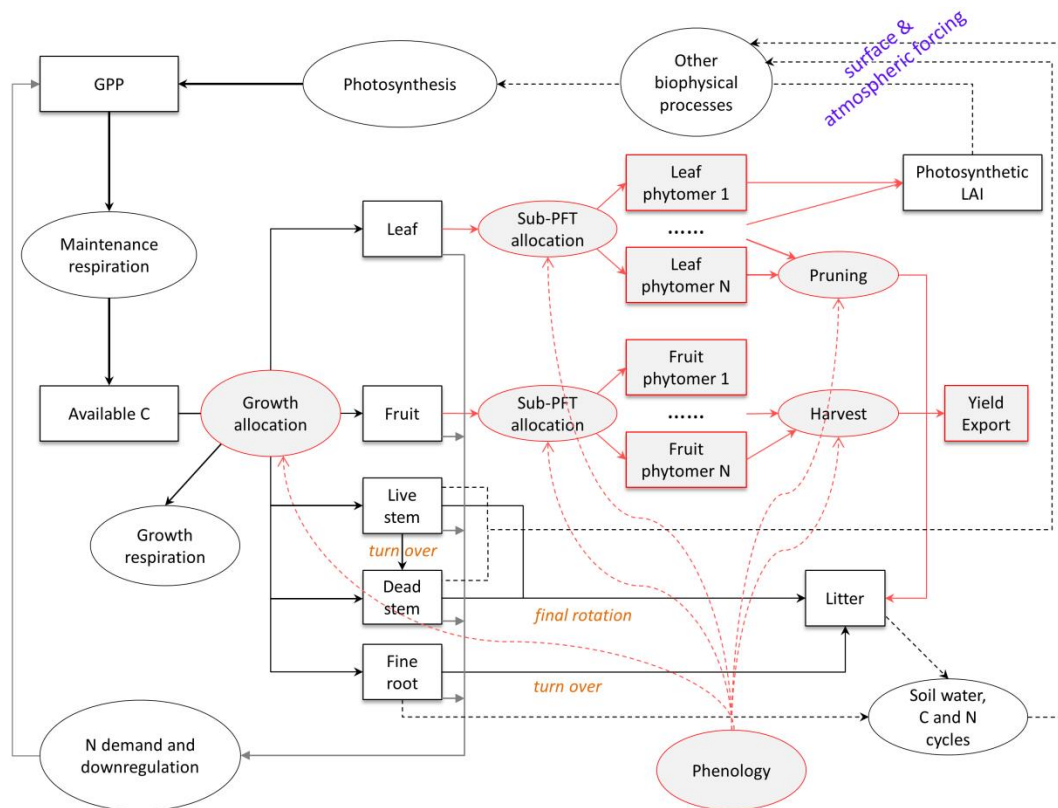 GPP
Photosynthesis
Other
biophysical
processes
surface &
atmospheric forcing
Maintenance
respiration
Leaf
Sub-PFT
allocation
Leaf
phytomer 1
......
Leaf
phytomer N
Photosynthetic
LAI
Pruning
Available C
Growth
allocation
Fruit
Sub-PFT
allocation
Fruit
phytomer 1
......
Fruit
phytomer N
Harvest
Yield
Export
Growth
respiration
Live
stem
turn over
Dead
stem
final rotation
Litter
Fine
root
turn over
N demand and
downregulation
Phenology
Soil water,
C and N
cycles